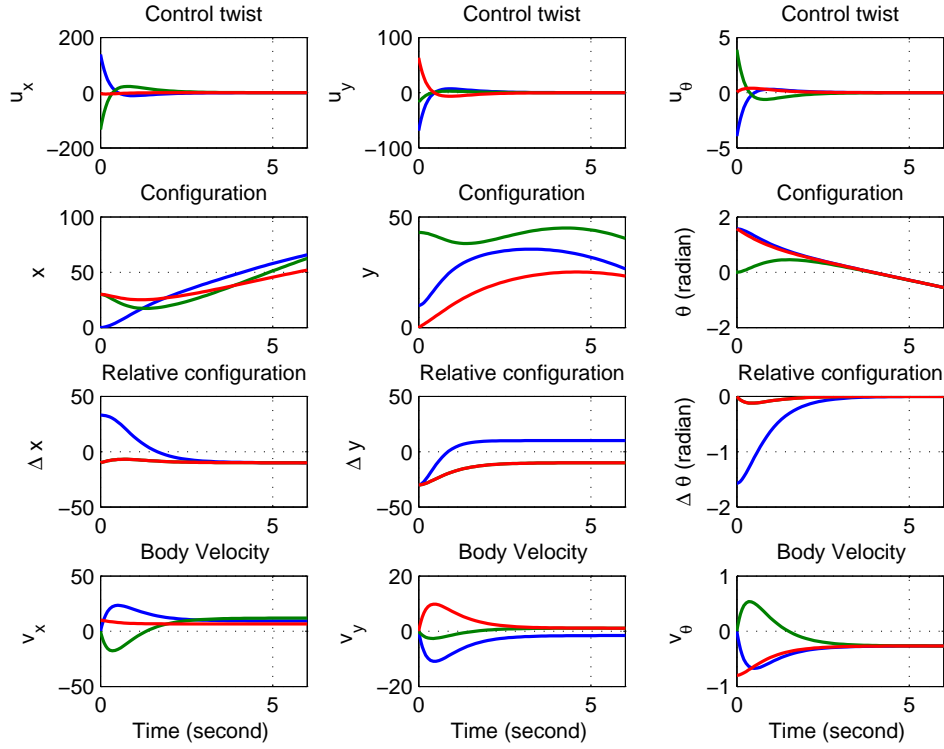 Control twist
Control twist
Control twist
200
0
−200
0
5
u_x
100
0
−100
0
5
u_y
5
0
−5
0
5
u_θ
Configuration
Configuration
Configuration
100
50
0
0
5
x
50
0
0
5
y
2
0
−2
0
5
θ (radian)
Relative configuration
Relative configuration
Relative configuration
50
0
−50
0
5
Δ x
50
0
−50
0
5
Δ y
0
−1
−2
0
5
Δ θ (radian)
Body Velocity
Body Velocity
Body Velocity
50
0
−50
0
5
v_x
Time (second)
20
0
−20
0
5
v_y
Time (second)
1
0
−1
0
5
v_θ
Time (second)